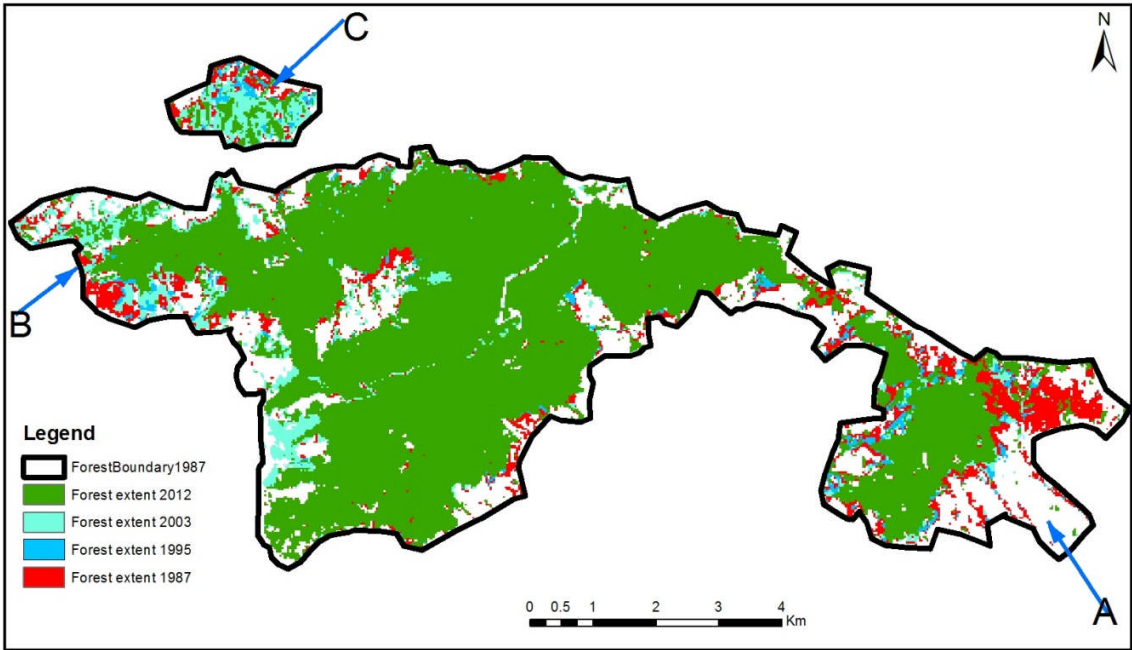 C
N
B
A
Legend
ForestBoundary1987
Forest extent 2012
Forest extent 2003
Forest extent 1995
Forest extent 1987
0 0.5 1 2 3 4
Km